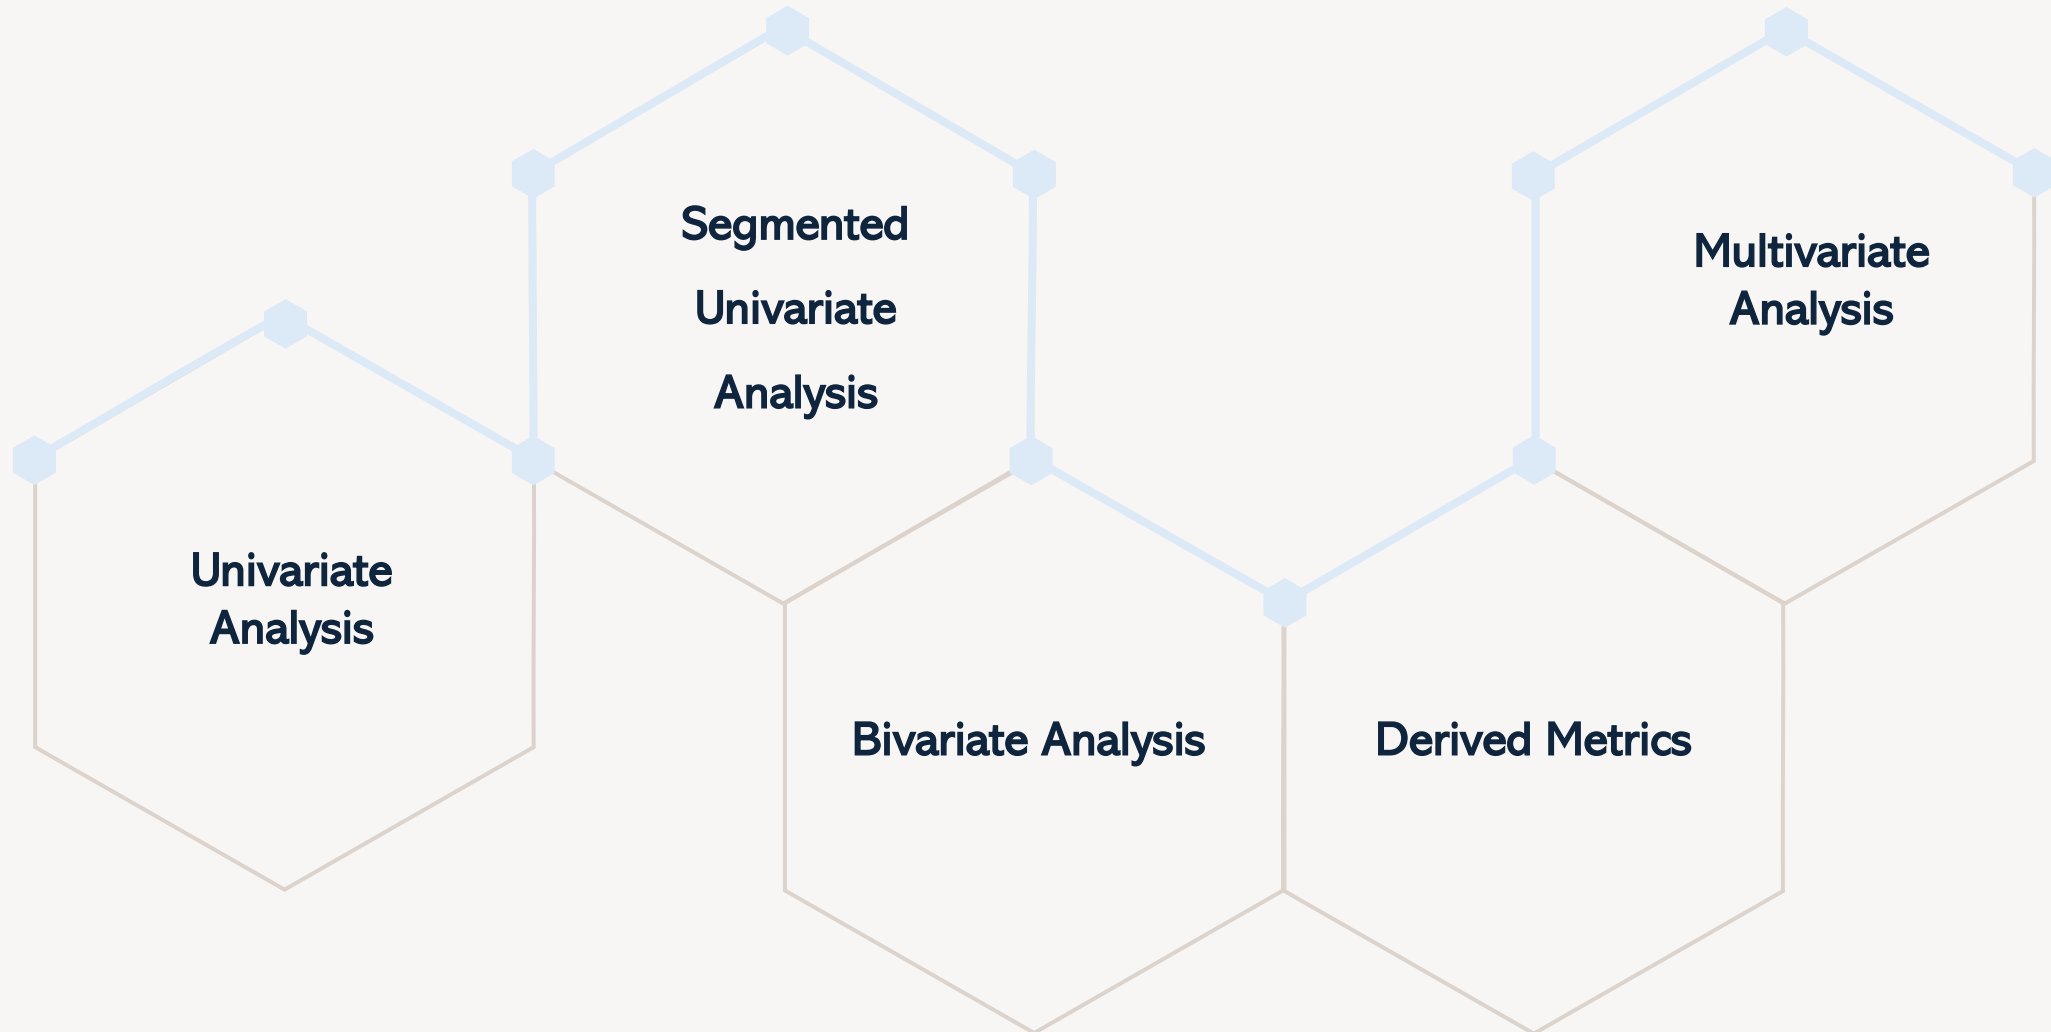 Univariate
Analysis
Segmented
Univariate
Analysis
Bivariate Analysis
Derived Metrics
Multivariate
Analysis